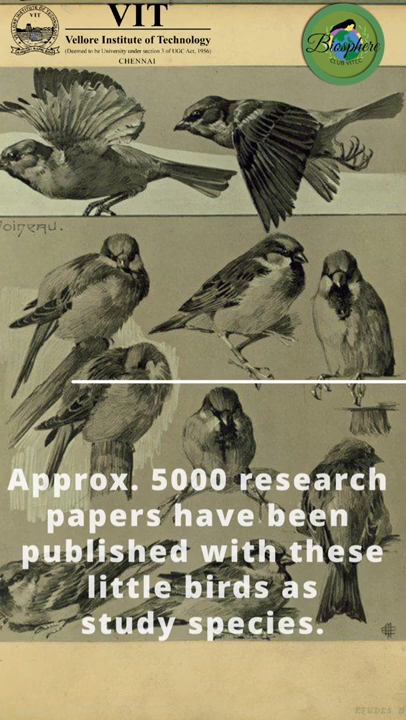 VIT
VIT
Vellore Institute of Technology
(Deemed to be University under section 3 of UGC Act, 1956)
CHENNAI
Biosphere
CLUB VITCC
Approx. 5000 research
papers have been
published with these
little birds as
study species.